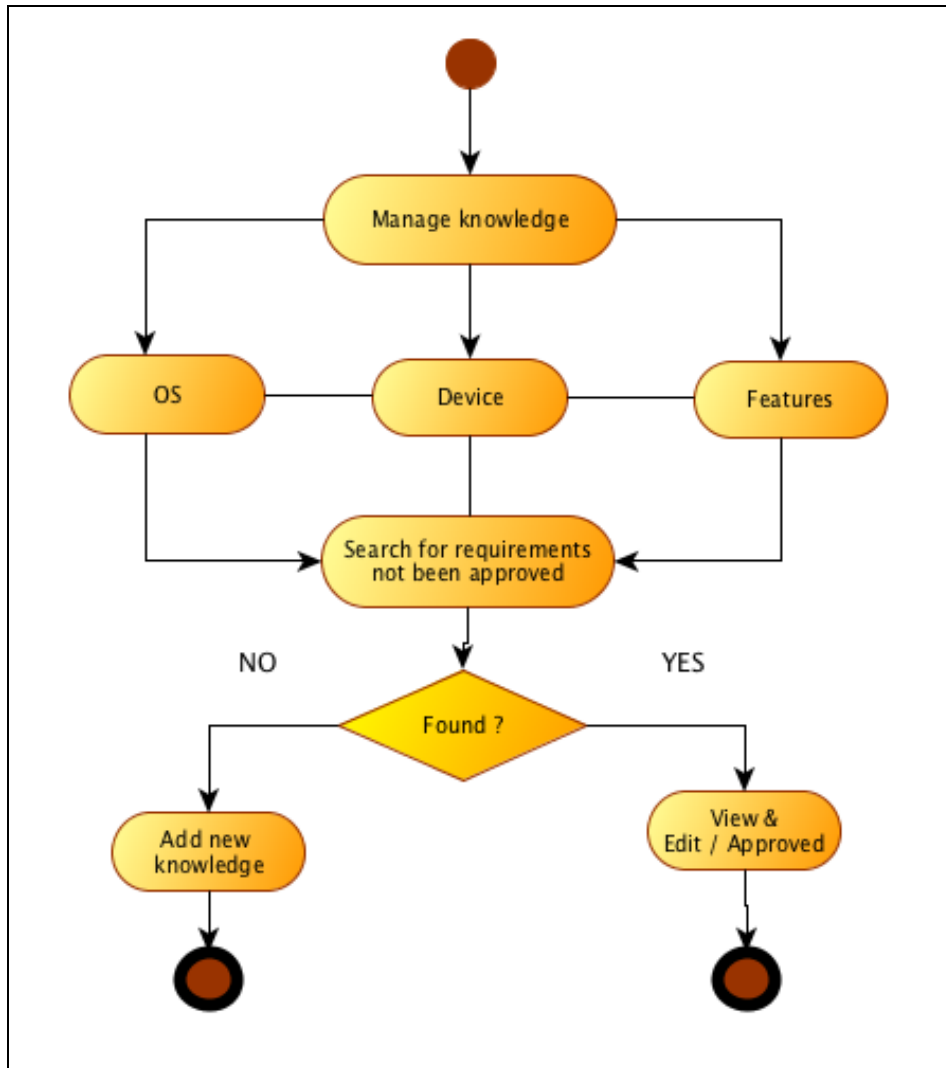 Manage knowledge
OS
Device
Features
Search for requirements
not been approved
NO
YES
Found ?
Add new
knowledge
View &
Edit / Approved